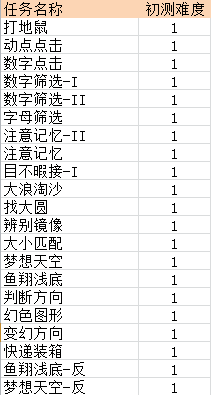 任务名称 初测难度
打地鼠 1
动点点击 1
数字点击 1
数字筛选-I 1
数字筛选-II 1
字母筛选 1
注意记忆-II 1
注意记忆 1
目不暇接-I 1
大浪淘沙 1
找大圆 1
辨别镜像 1
大小匹配 1
梦想天空 1
鱼翔浅底 1
判断方向 1
幻色图形 1
变幻方向 1
快递装箱 1
鱼翔浅底-反 1
梦想天空-反 1